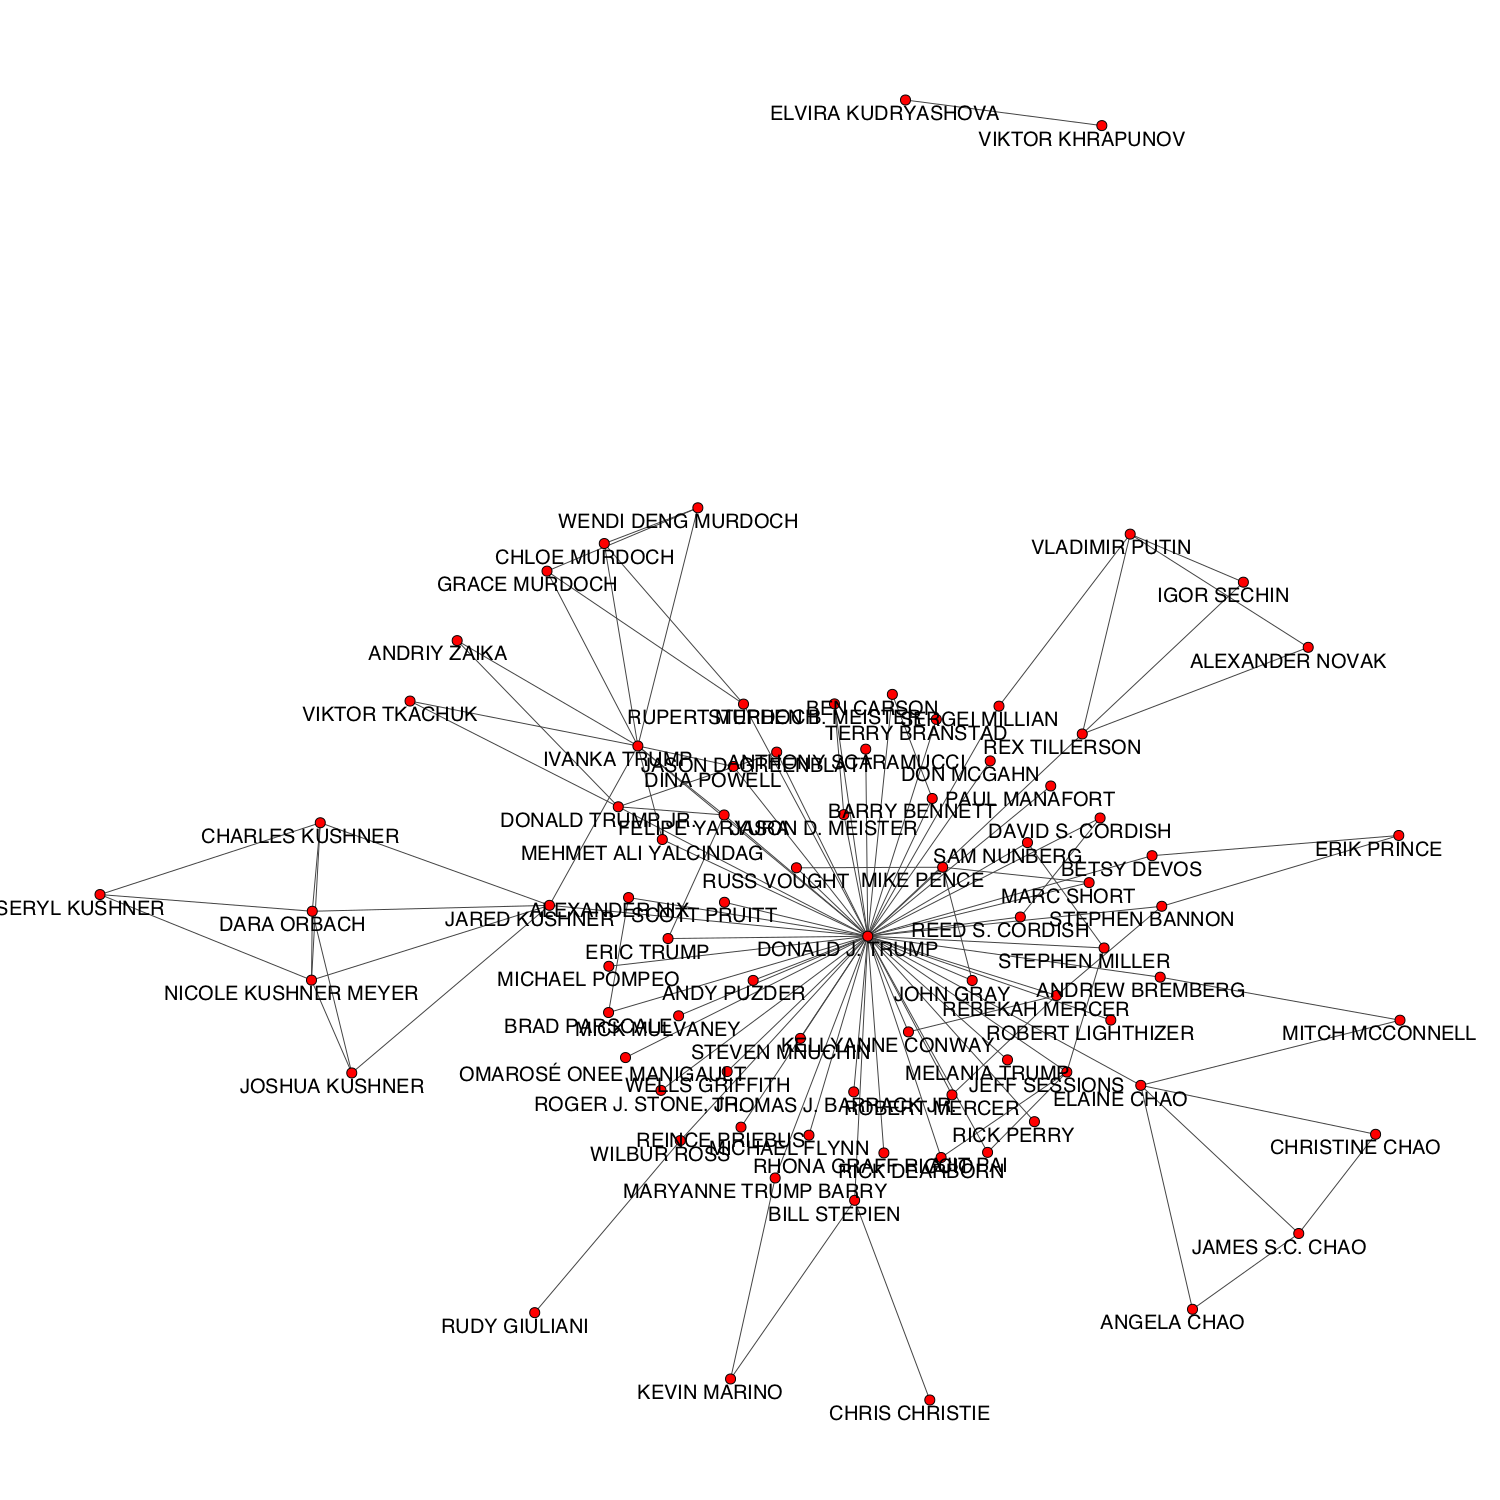 ELVIRA KUDRYASHOVA
VIKTOR KHRAPUNOV
WENDI DENG MURDOCH
VLADIMIR PUTIN
CHLOE MURDOCH
GRACE MURDOCH
IGOR SECHIN
ANDRIY ZAIKA
ALEXANDER NOVAK
BEN CARSON
VIKTOR TKACHUK
RUPERT MURDOCH
STEPHEN B. MEISTER
SERGEI MILLIAN
TERRY BRANSTAD
REX TILLERSON
IVANKA TRUMP
JASON D. GREENBLATT
ANTHONY SCARAMUCCI
DON MCGAHN
DINA POWELL
PAUL MANAFORT
BARRY BENNETT
DONALD TRUMP JR.
FELIPE YARYURA
JASON D. MEISTER
DAVID S. CORDISH
CHARLES KUSHNER
ERIK PRINCE
MEHMET ALI YALCINDAG
SAM NUNBERG
BETSY DEVOS
RUSS VOUGHT
MIKE PENCE
MARC SHORT
SERYL KUSHNER
ALEXANDER NIX
SCOTT PRUITT
JARED KUSHNER
STEPHEN BANNON
DARA ORBACH
REED S. CORDISH
ERIC TRUMP
DONALD J. TRUMP
STEPHEN MILLER
MICHAEL POMPEO
NICOLE KUSHNER MEYER
ANDY PUZDER
JOHN GRAY
ANDREW BREMBERG
REBEKAH MERCER
BRAD PARSCALE
MICK MULVANEY
ROBERT LIGHTHIZER
MITCH MCCONNELL
STEVEN MNUCHIN
KELLYANNE CONWAY
OMAROSÉ ONEE MANIGAULT
MELANIA TRUMP
JOSHUA KUSHNER
WELLS GRIFFITH
JEFF SESSIONS
ELAINE CHAO
ROGER J. STONE, JR.
THOMAS J. BARRACK JR.
ROBERT MERCER
RICK PERRY
REINCE PRIEBUS
MICHAEL FLYNN
WILBUR ROSS
CHRISTINE CHAO
RHONA GRAFF
AJIT PAI
RICK DEARBORN
MARYANNE TRUMP BARRY
BILL STEPIEN
JAMES S.C. CHAO
RUDY GIULIANI
ANGELA CHAO
KEVIN MARINO
CHRIS CHRISTIE